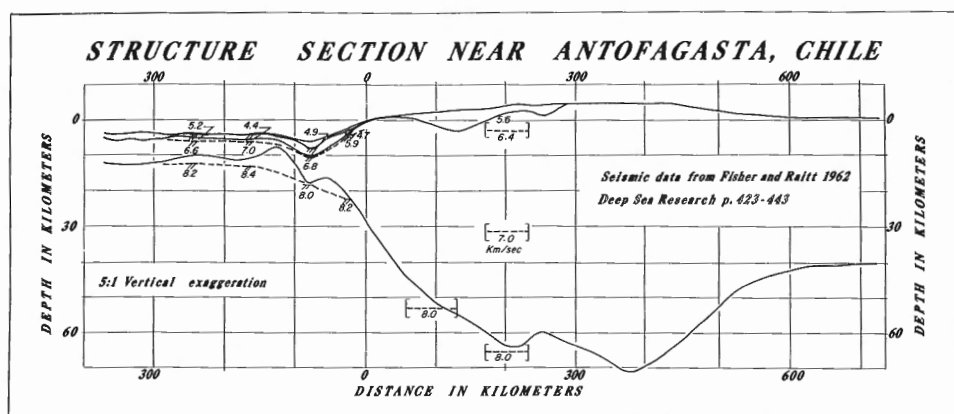 STRUCTURE SECTION NEAR ANTOFAGASTA, CHILE
300 0 300 600
0 0
5.2 4.4 4.9 4.7 5.9 5.6 6.4
6.6 7.0 6.8
8.2 8.4 8.0 8.2
Seismic data from Fisher and Raitt 1962
Deep Sea Research p. 423-443
30 30
7.0
Km/sec
5:1 Vertical exaggeration
8.0
60 60
8.0
DEPTH IN KILOMETERS
DEPTH IN KILOMETERS
300 0 300 600
DISTANCE IN KILOMETERS